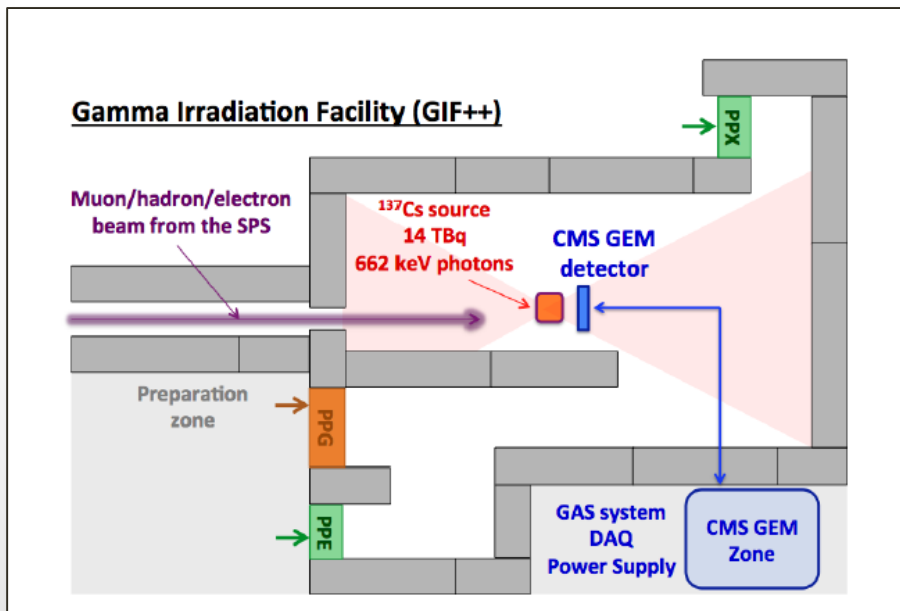 Gamma Irradiation Facility (GIF++)
PPX
Muon/hadron/electron
beam from the SPS
¹³⁷Cs source
14 TBq
662 keV photons
CMS GEM
detector
Preparation
zone
PPG
PPE
GAS system
DAQ
Power Supply
CMS GEM
Zone